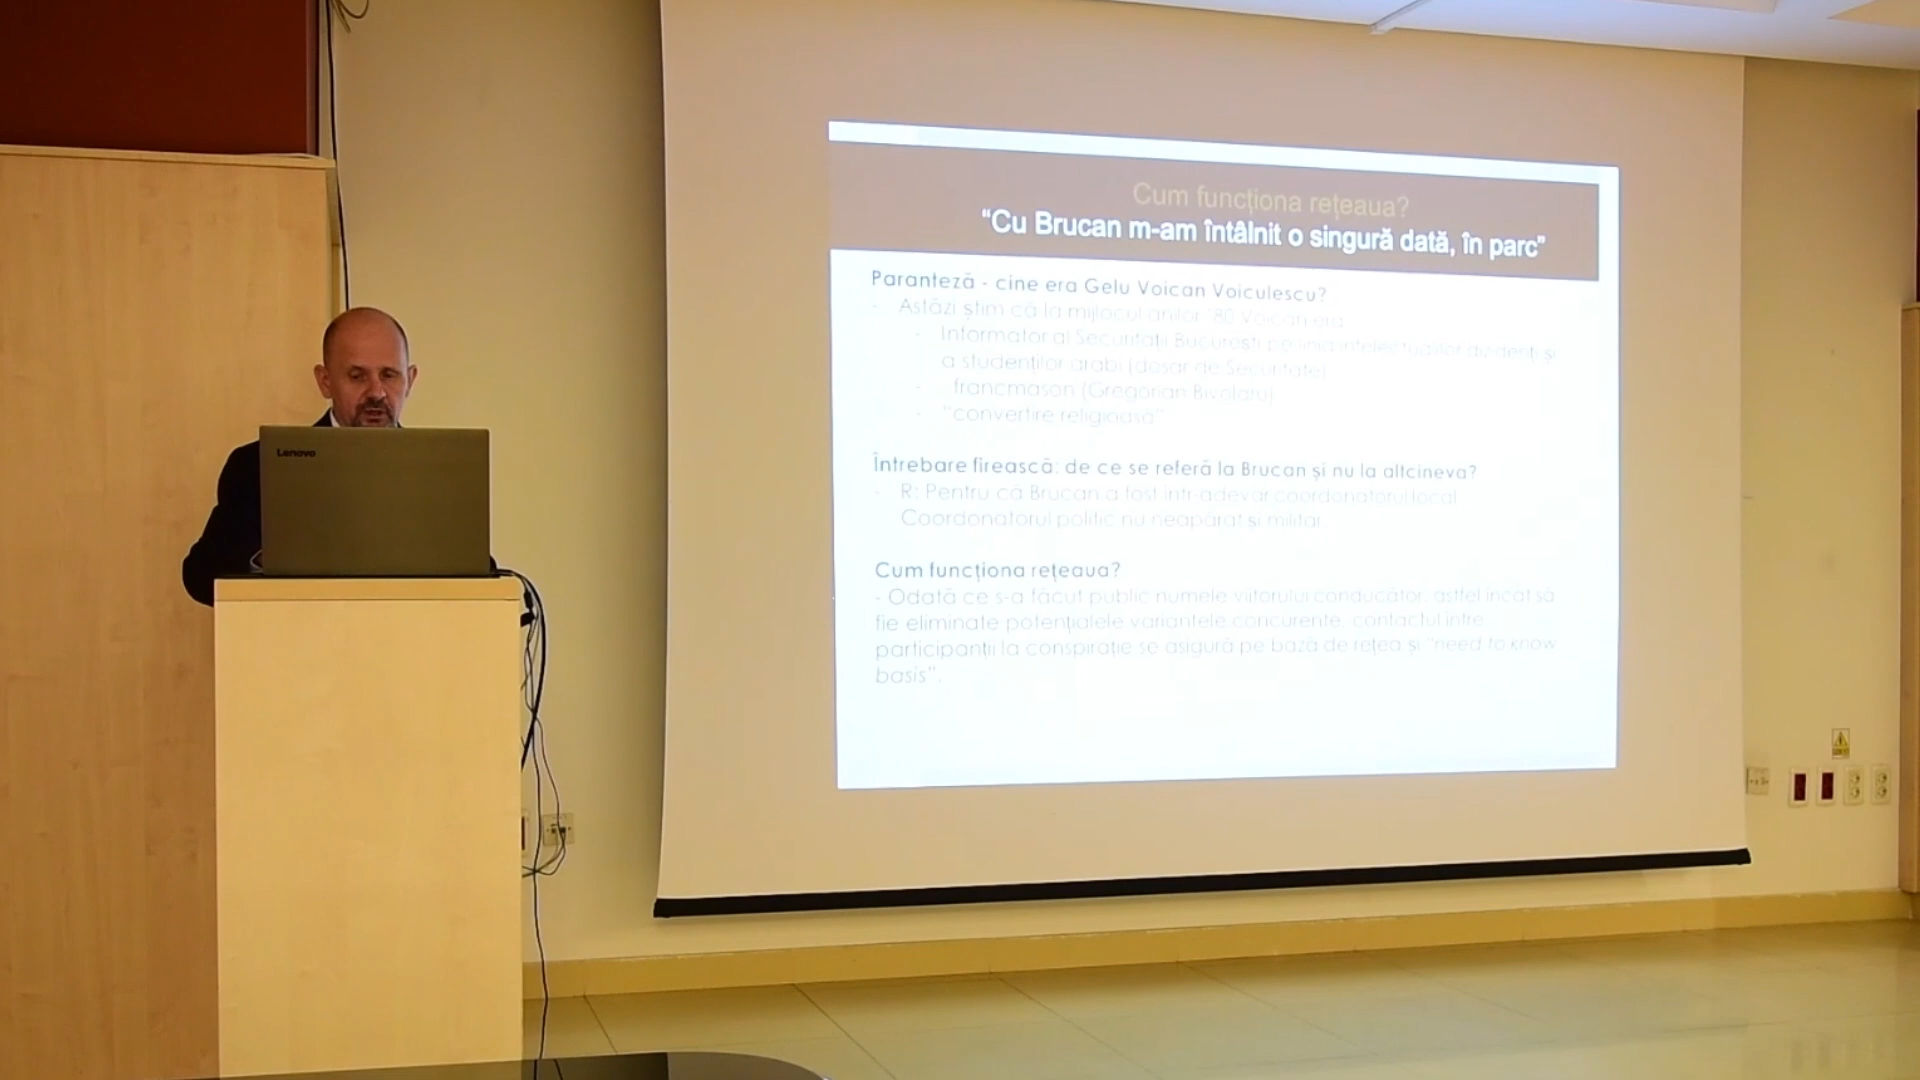 Lenovo
Cum funcționa rețeaua?
“Cu Brucan m-am întâlnit o singură dată, în parc”
Paranteză - cine era Gelu Voican Voiculescu?
- Astăzi știm că la mijlocul anilor '80 Voican era
- Informator al Securității București pe linia intelectualilor dizidenți și
a studenților arabi (dosar de Securitate)
- francmason (Gregorian Bivolaru)
- “convertire religioasă”
Întrebare firească: de ce se referă la Brucan și nu la altcineva?
- R: Pentru că Brucan a fost într-adevăr coordonatorul local
Coordonatorul politic nu neapărat și militar
Cum funcționa rețeaua?
- Odată ce s-a făcut public numele viitorului conducător, astfel încât să
fie eliminate potențialele variantele concurente, contactul între
participanții la conspirație se asigură pe bază de rețea și “need to know
basis”.